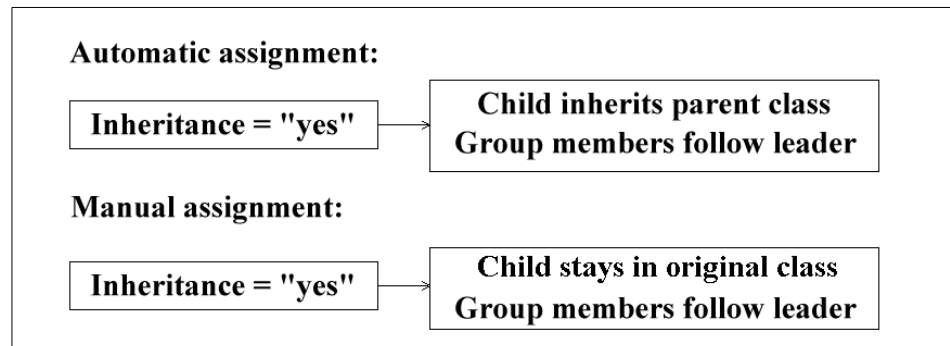 Automatic assignment:
Inheritance = "yes"
Child inherits parent class
Group members follow leader
Manual assignment:
Inheritance = "yes"
Child stays in original class
Group members follow leader